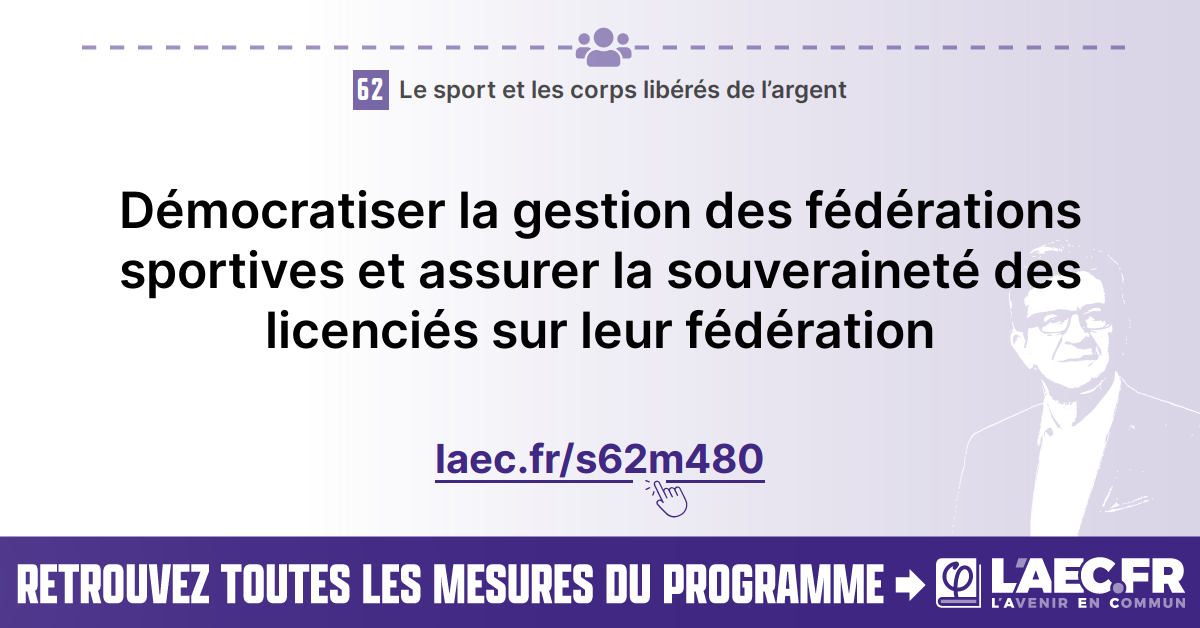 62 Le sport et les corps libérés de l’argent
Démocratiser la gestion des fédérations
sportives et assurer la souveraineté des
licenciés sur leur fédération
laec.fr/s62m480
RETROUVEZ TOUTES LES MESURES DU PROGRAMME
L'AEC.FR
L'AVENIR EN COMMUN